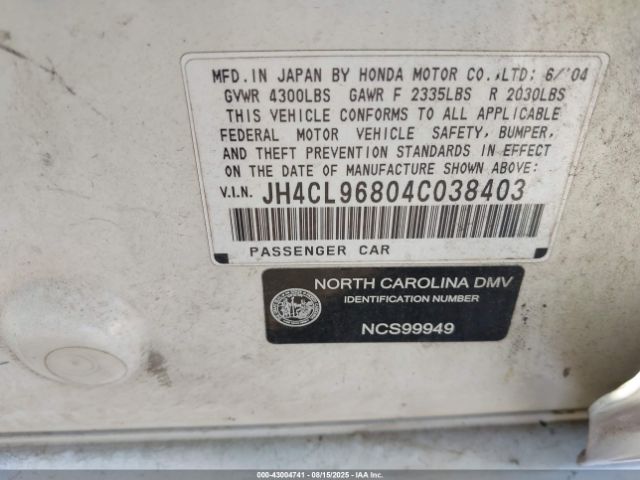 MFD. IN JAPAN BY HONDA MOTOR CO., LTD: 6/'04
GVWR 4300LBS GAWR F 2335LBS R 2030LBS
THIS VEHICLE CONFORMS TO ALL APPLICABLE
FEDERAL MOTOR VEHICLE SAFETY, BUMPER,
AND THEFT PREVENTION STANDARDS IN EFFECT
ON THE DATE OF MANUFACTURE SHOWN ABOVE:
V.I.N. JH4CL96804C038403
PASSENGER CAR
NORTH CAROLINA DMV
IDENTIFICATION NUMBER
NCS99949
000-43004741 08/15/2025 IAAI.COM